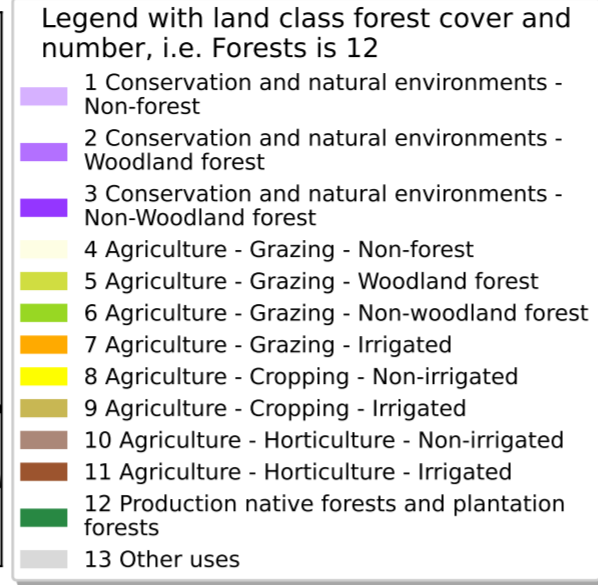 Legend with land class forest cover and
number, i.e. Forests is 12
1 Conservation and natural environments -
Non-forest
2 Conservation and natural environments -
Woodland forest
3 Conservation and natural environments -
Non-Woodland forest
4 Agriculture - Grazing - Non-forest
5 Agriculture - Grazing - Woodland forest
6 Agriculture - Grazing - Non-woodland forest
7 Agriculture - Grazing - Irrigated
8 Agriculture - Cropping - Non-irrigated
9 Agriculture - Cropping - Irrigated
10 Agriculture - Horticulture - Non-irrigated
11 Agriculture - Horticulture - Irrigated
12 Production native forests and plantation
forests
13 Other uses